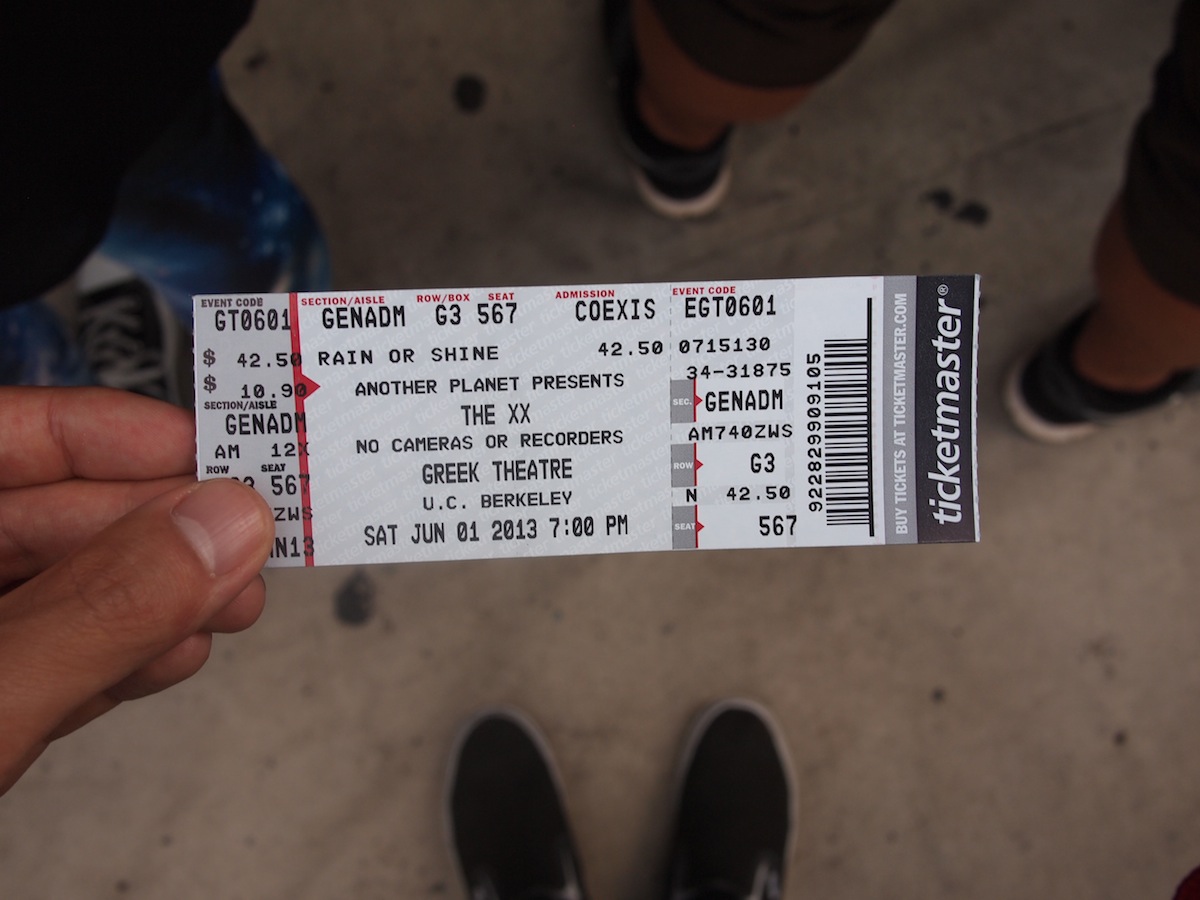 EVENT CODE
GT0601
$ 42.50
$ 10.90
SECTION/AISLE
GENADM
AM 12X
ROW SEAT
567
ZWS
N13
SECTION/AISLE ROW/BOX SEAT ADMISSION
GENADM G3 567 COEXIS
RAIN OR SHINE 42.50
ANOTHER PLANET PRESENTS
THE XX
NO CAMERAS OR RECORDERS
GREEK THEATRE
U.C. BERKELEY
SAT JUN 01 2013 7:00 PM
EVENT CODE
EGT0601
0715130
34-31875
SEC. GENADM
AM740ZWS
ROW G3
N 42.50
SEAT 567
922829909105
BUY TICKETS AT TICKETMASTER.COM
ticketmaster®